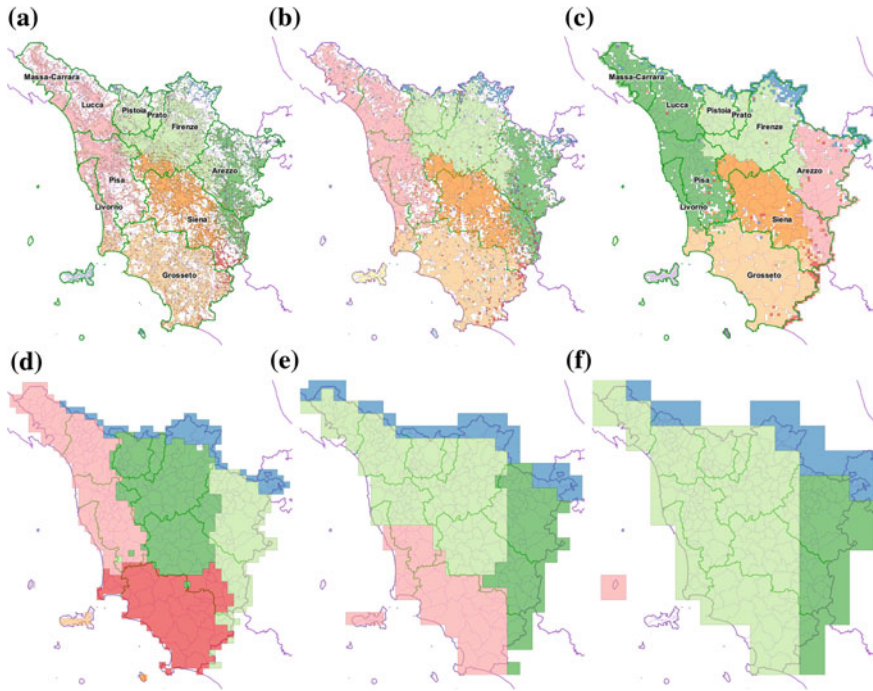 (a)
Massa-Carrara
Lucca
Pistoia
Prato
Firenze
Pisa
Arezzo
Livorno
Siena
Grosseto
(b)
(c)
Massa-Carrara
Lucca
Pistoia
Prato
Firenze
Pisa
Arezzo
Livorno
Siena
Grosseto
(d)
(e)
(f)